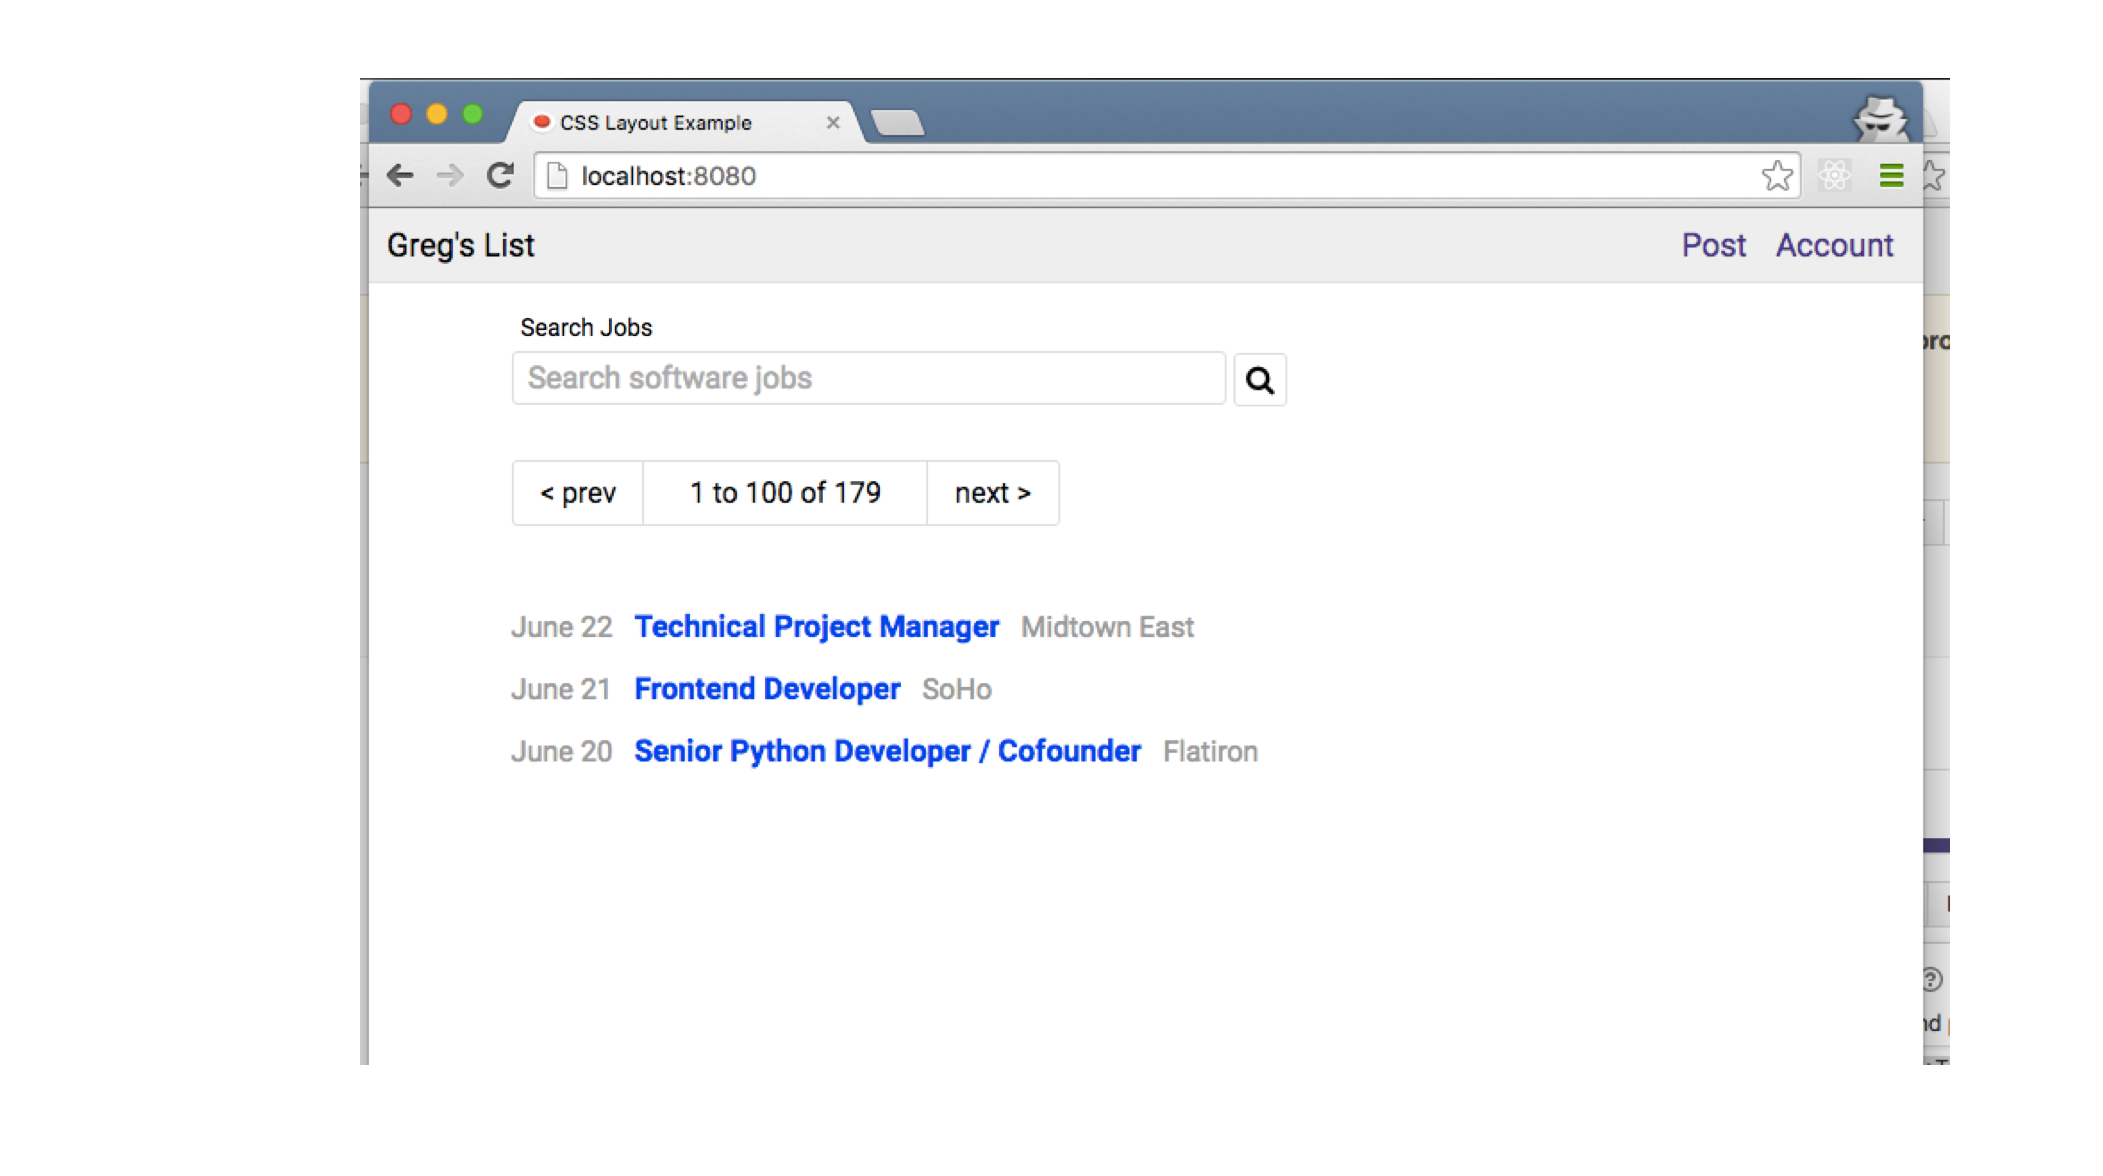 CSS Layout Example
localhost:8080
Greg's List Post Account
Search Jobs
Search software jobs
< prev 1 to 100 of 179 next >
June 22 Technical Project Manager Midtown East
June 21 Frontend Developer SoHo
June 20 Senior Python Developer / Cofounder Flatiron